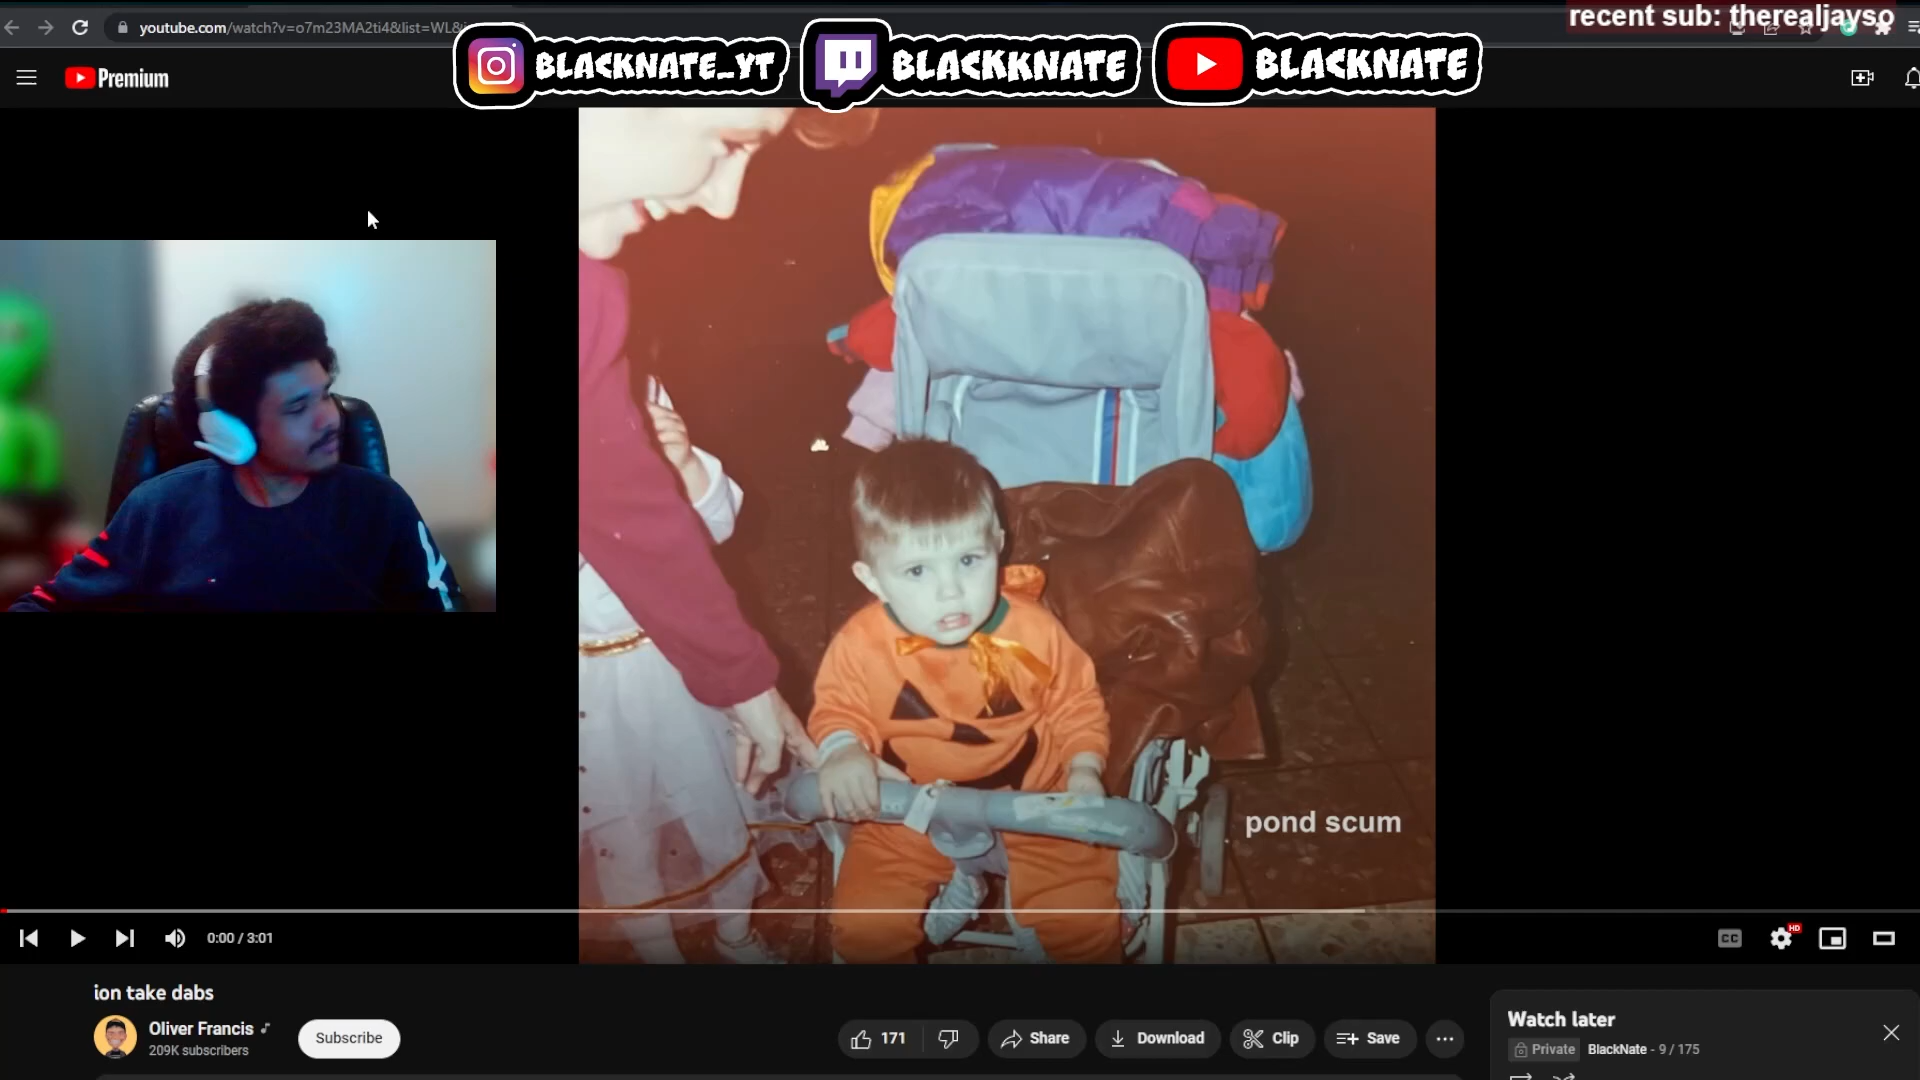 recent sub: therealjayso
youtube.com/watch?v=o7m23MA2ti4&list=WL&
BLACKNATE_YT
BLACKKNATE
BLACKNATE
Premium
pond scum
0:00 / 3:01
CC
HD
ion take dabs
Oliver Francis
209K subscribers
Subscribe
171
Share
Download
Clip
Save
Watch later
Private
BlackNate - 9 / 175